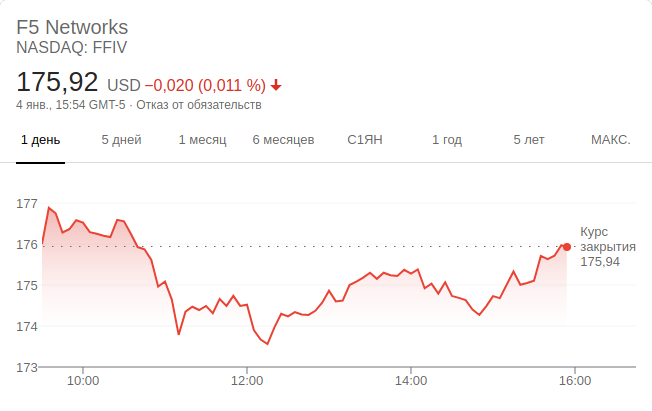 F5 Networks
NASDAQ: FFIV
175,92 USD −0,020 (0,011 %)
4 янв., 15:54 GMT-5 · Отказ от обязательств
1 день 5 дней 1 месяц 6 месяцев С1ЯН 1 год 5 лет МАКС.
177
176
175
174
173
Курс
закрытия
175,94
10:00 12:00 14:00 16:00